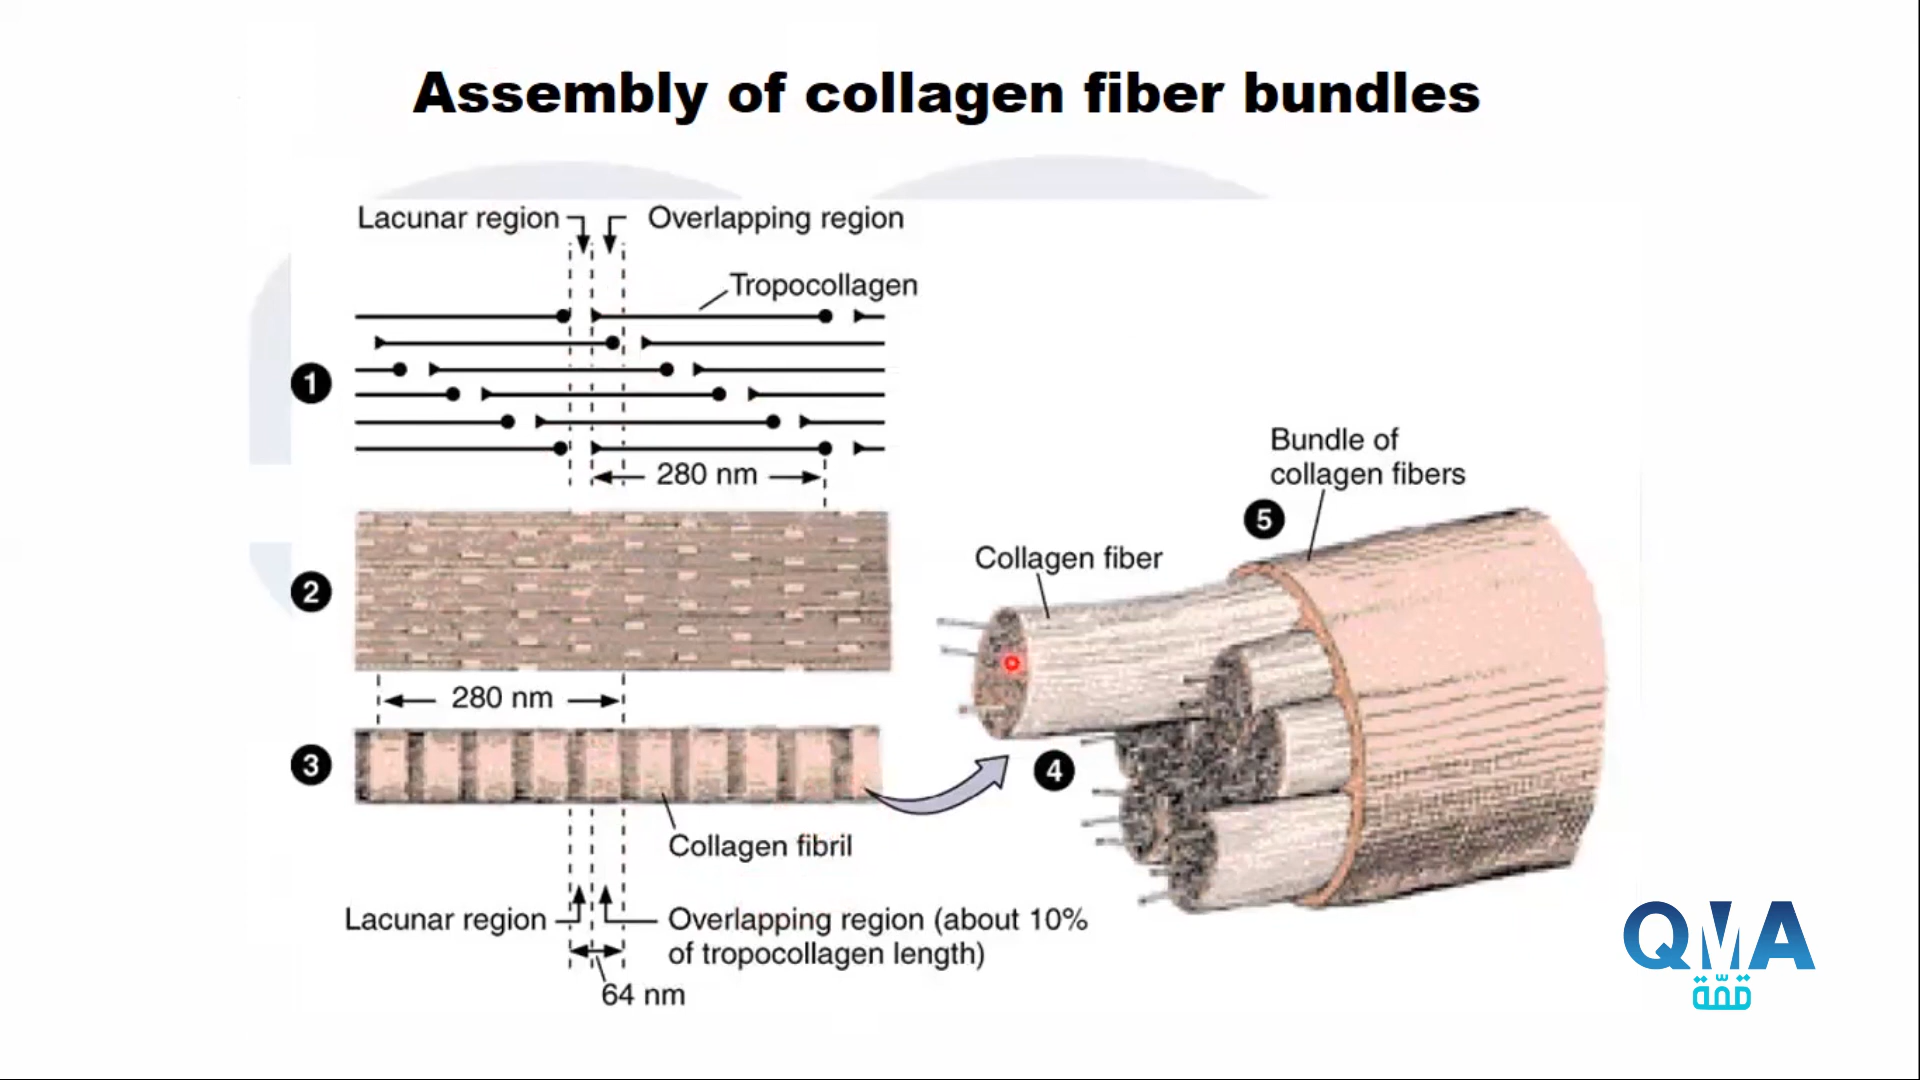 Assembly of collagen fiber bundles
Lacunar region
Overlapping region
Tropocollagen
1
280 nm
2
280 nm
3
Collagen fibril
Lacunar region
Overlapping region (about 10%
of tropocollagen length)
64 nm
Collagen fiber
4
Bundle of
collagen fibers
5
QMA
قمّة